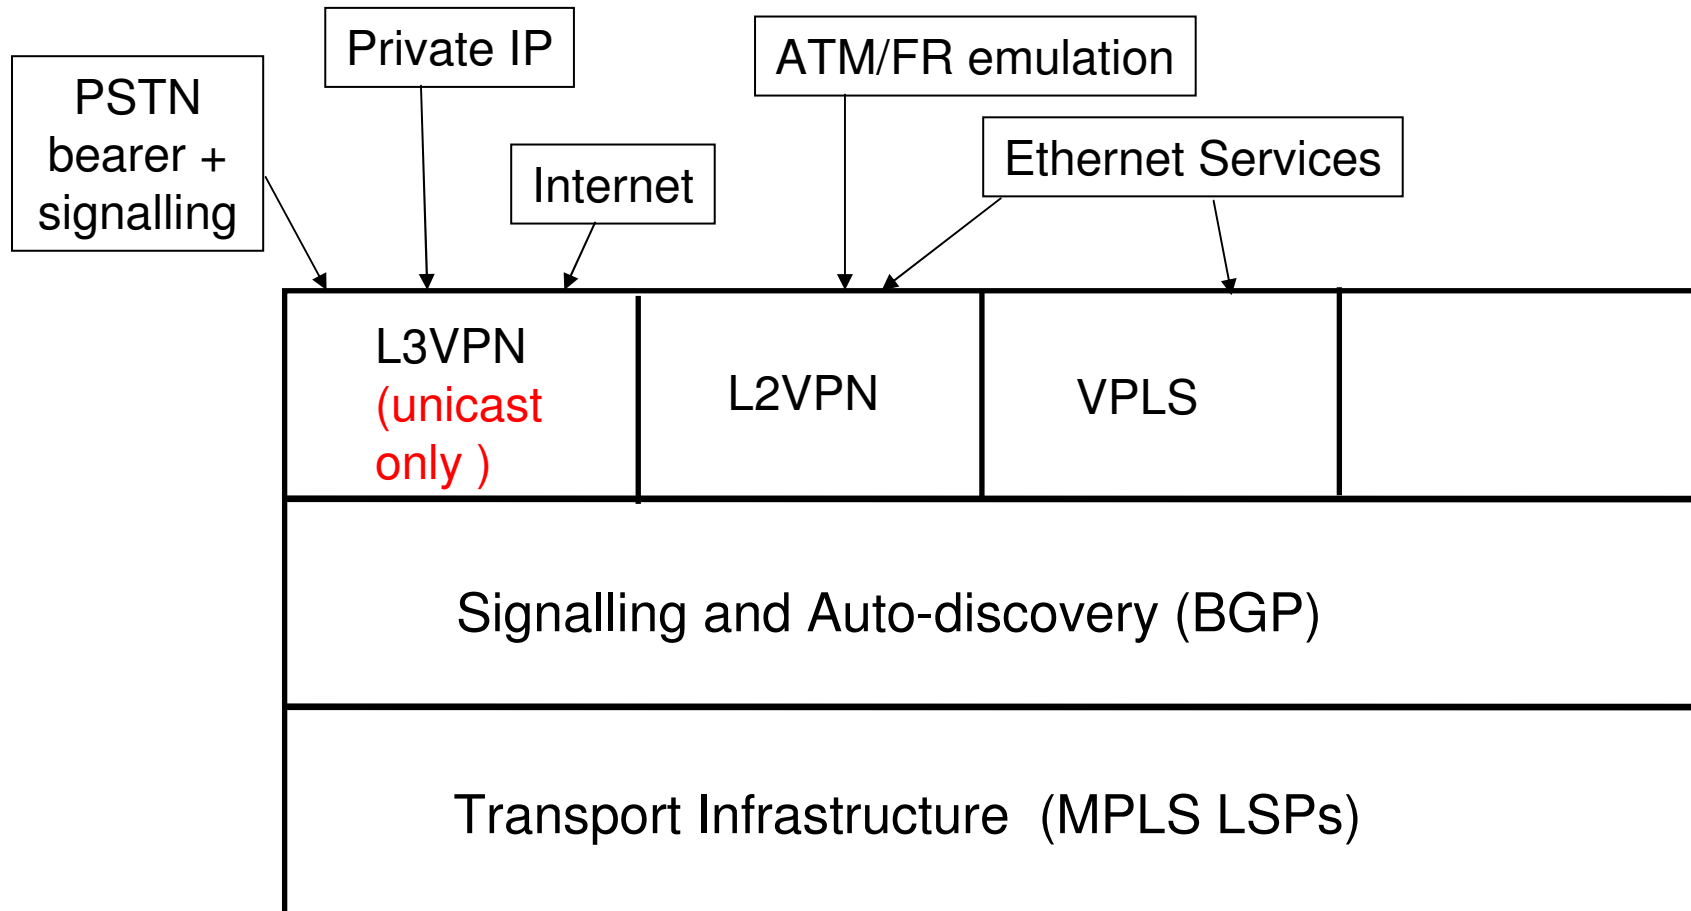 Private IP
ATM/FR emulation
PSTN
bearer +
signalling
Internet
Ethernet Services
L3VPN
(unicast
only )
L2VPN
VPLS
Signalling and Auto-discovery (BGP)
Transport Infrastructure (MPLS LSPs)